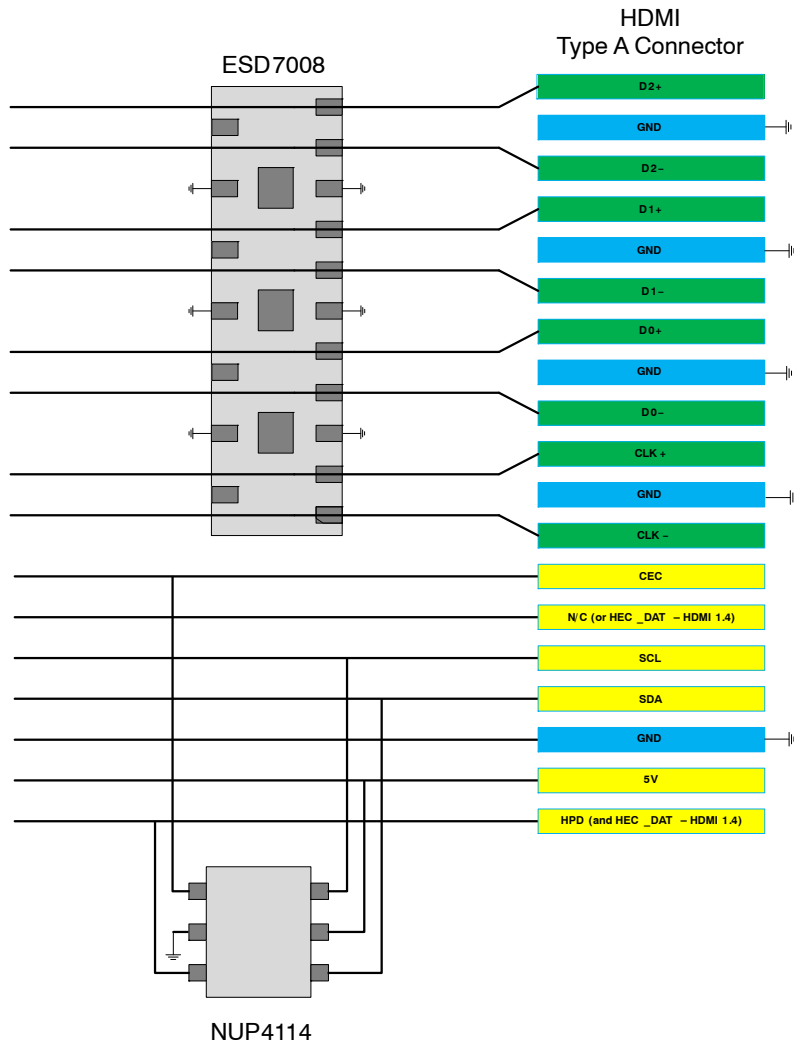 HDMI
Type A Connector
ESD7008
D2+
GND
D2−
D1+
GND
D1−
D0+
GND
D0−
CLK +
GND
CLK −
CEC
N/C (or HEC _DAT – HDMI 1.4)
SCL
SDA
GND
5V
HPD (and HEC _DAT – HDMI 1.4)
NUP4114